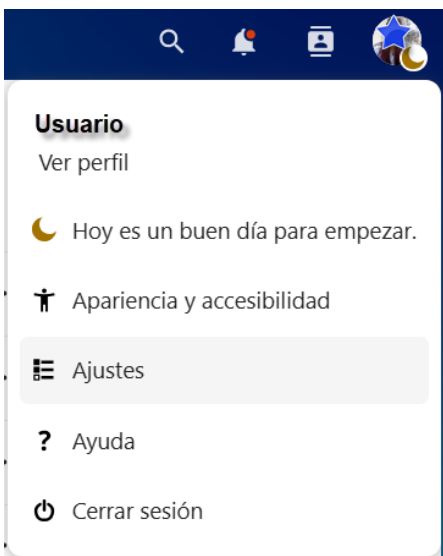 Usuario
Ver perfil
Hoy es un buen día para empezar.
Apariencia y accesibilidad
Ajustes
Ayuda
Cerrar sesión